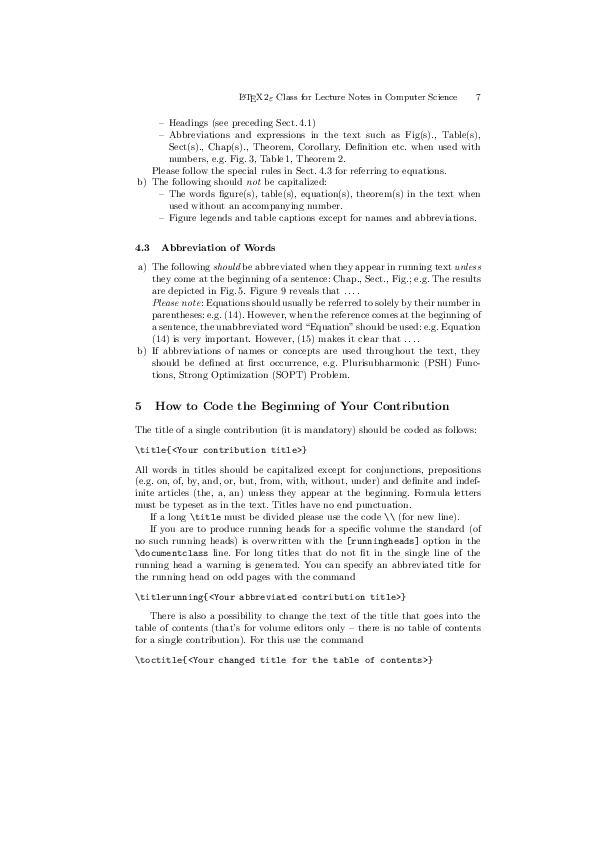 LATEX2ε Class for Lecture Notes in Computer Science 7
– Headings (see preceding Sect. 4.1)
– Abbreviations and expressions in the text such as Fig(s)., Table(s),
Sect(s)., Chap(s)., Theorem, Corollary, Definition etc. when used with
numbers, e.g. Fig. 3, Table 1, Theorem 2.
Please follow the special rules in Sect. 4.3 for referring to equations.
b) The following should not be capitalized:
– The words figure(s), table(s), equation(s), theorem(s) in the text when
used without an accompanying number.
– Figure legends and table captions except for names and abbreviations.
4.3 Abbreviation of Words
a) The following should be abbreviated when they appear in running text unless
they come at the beginning of a sentence: Chap., Sect., Fig.; e.g. The results
are depicted in Fig. 5. Figure 9 reveals that . . . .
Please note: Equations should usually be referred to solely by their number in
parentheses: e.g. (14). However, when the reference comes at the beginning of
a sentence, the unabbreviated word “Equation” should be used: e.g. Equation
(14) is very important. However, (15) makes it clear that . . . .
b) If abbreviations of names or concepts are used throughout the text, they
should be defined at first occurrence, e.g. Plurisubharmonic (PSH) Func-
tions, Strong Optimization (SOPT) Problem.
5 How to Code the Beginning of Your Contribution
The title of a single contribution (it is mandatory) should be coded as follows:
\title{<Your contribution title>}
All words in titles should be capitalized except for conjunctions, prepositions
(e.g. on, of, by, and, or, but, from, with, without, under) and definite and indef-
inite articles (the, a, an) unless they appear at the beginning. Formula letters
must be typeset as in the text. Titles have no end punctuation.
If a long \title must be divided please use the code \\ (for new line).
If you are to produce running heads for a specific volume the standard (of
no such running heads) is overwritten with the [runningheads] option in the
\documentclass line. For long titles that do not fit in the single line of the
running head a warning is generated. You can specify an abbreviated title for
the running head on odd pages with the command
\titlerunning{<Your abbreviated contribution title>}
There is also a possibility to change the text of the title that goes into the
table of contents (that’s for volume editors only – there is no table of contents
for a single contribution). For this use the command
\toctitle{<Your changed title for the table of contents>}